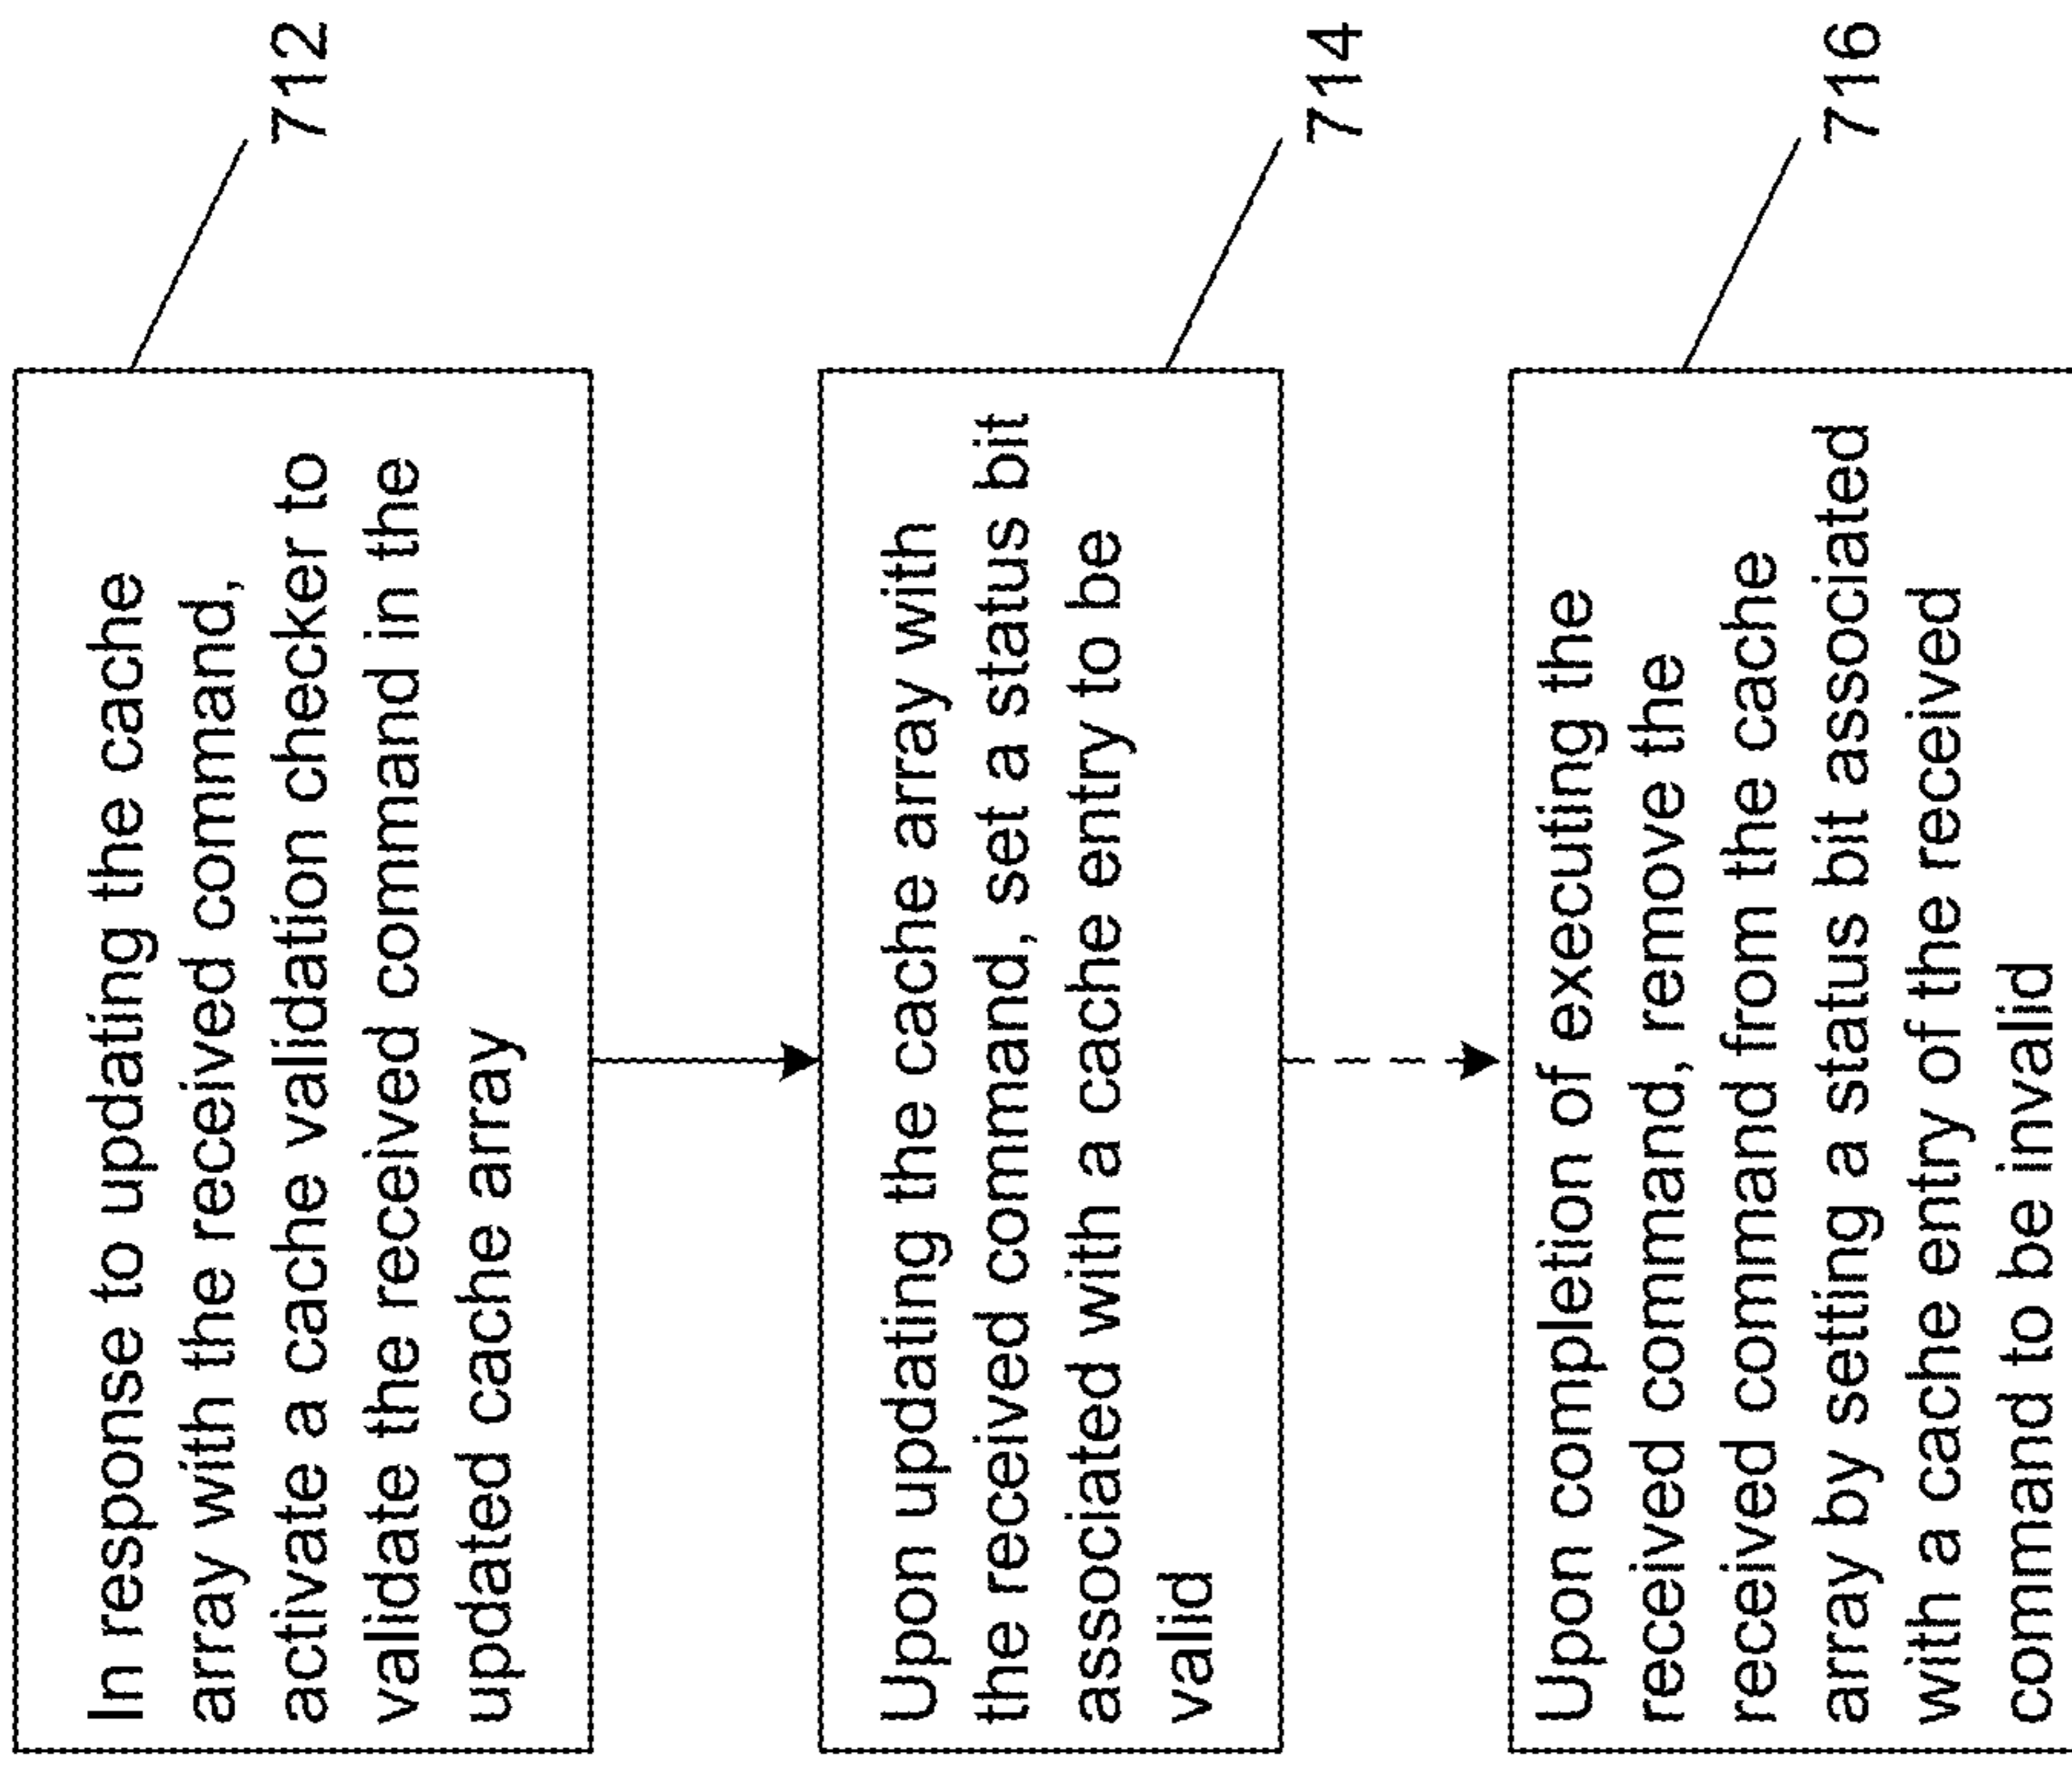 In response to updating the cache
array with the received command,
activate a cache validation checker to
validate the received command in the
updated cache array
712
Upon updating the cache array with
the received command, set a status bit
associated with a cache entry to be
valid
714
Upon completion of executing the
received command, remove the
received command from the cache
array by setting a status bit associated
with a cache entry of the received
command to be invalid
716